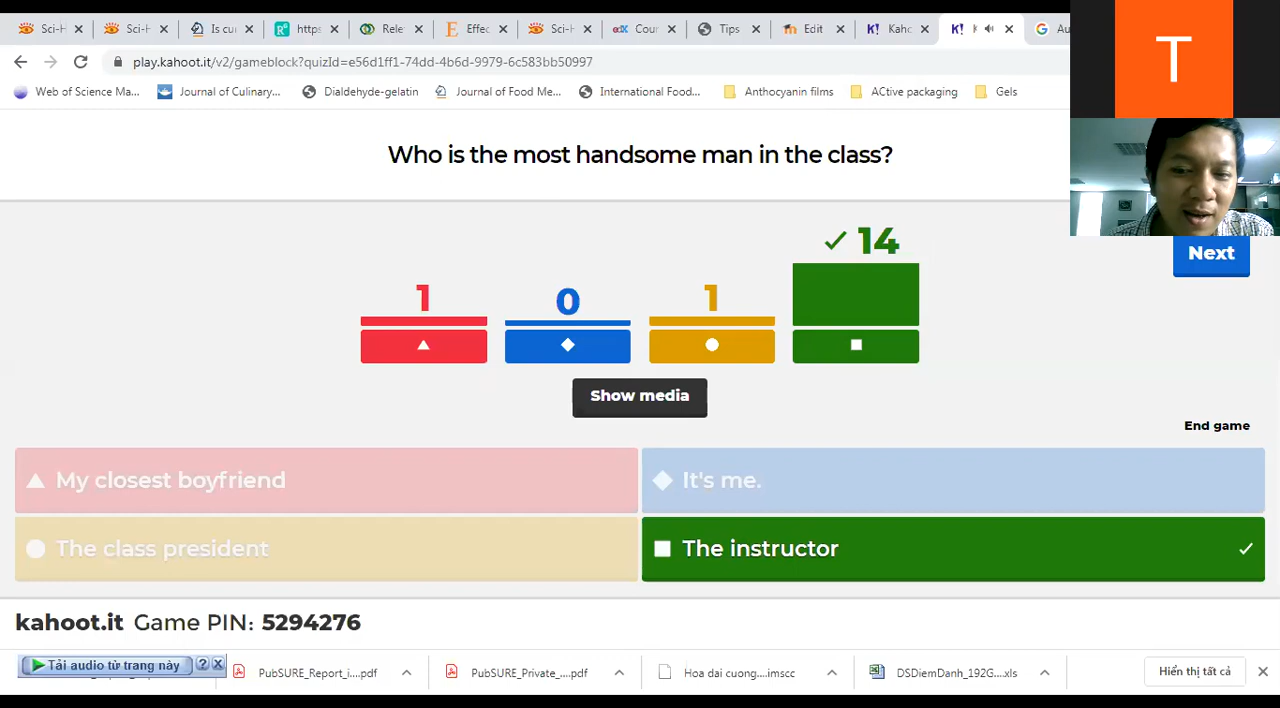 Sci-H
Sci-H
Is cu
https
Rele
Effec
Sci-H
edX Cour
Tips
Edit
K! Kaho
K!
Au
play.kahoot.it/v2/gameblock?quizId=e56d1ff1-74dd-4b6d-9979-6c583bb50997
Web of Science Ma...
Journal of Culinary...
Dialdehyde-gelatin
Journal of Food Me...
International Food...
Anthocyanin films
ACtive packaging
Gels
T
Who is the most handsome man in the class?
Next
1
0
1
14
Show media
End game
My closest boyfriend
It's me.
The class president
The instructor
kahoot.it Game PIN: 5294276
Tải audio từ trang này
?
PubSURE_Report_i....pdf
PubSURE_Private_....pdf
Hoa dai cuong....imscc
DSDiemDanh_192G....xls
Hiển thị tất cả